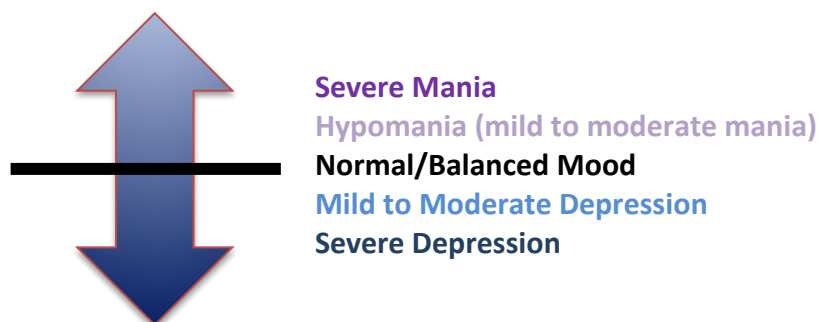 Severe Mania
Hypomania (mild to moderate mania)
Normal/Balanced Mood
Mild to Moderate Depression
Severe Depression